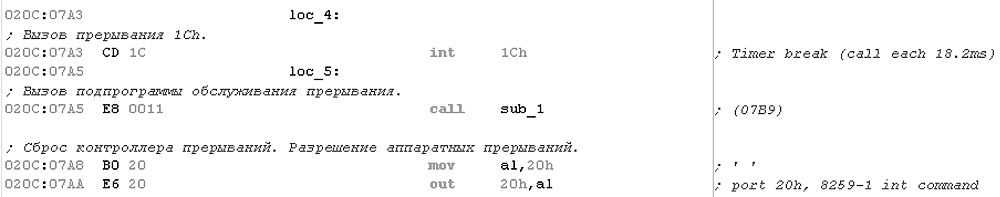 020C:07A3 loc_4:
; Вызов прерывания 1Ch.
020C:07A3 CD 1C int 1Ch ; Timer break (call each 18.2ms)
020C:07A5 loc_5:
; Вызов подпрограммы обслуживания прерывания.
020C:07A5 E8 0011 call sub_1 ; (07B9)
; Сброс контроллера прерываний. Разрешение аппаратных прерываний.
020C:07A8 B0 20 mov al,20h ; ' '
020C:07AA E6 20 out 20h,al ; port 20h, 8259-1 int command